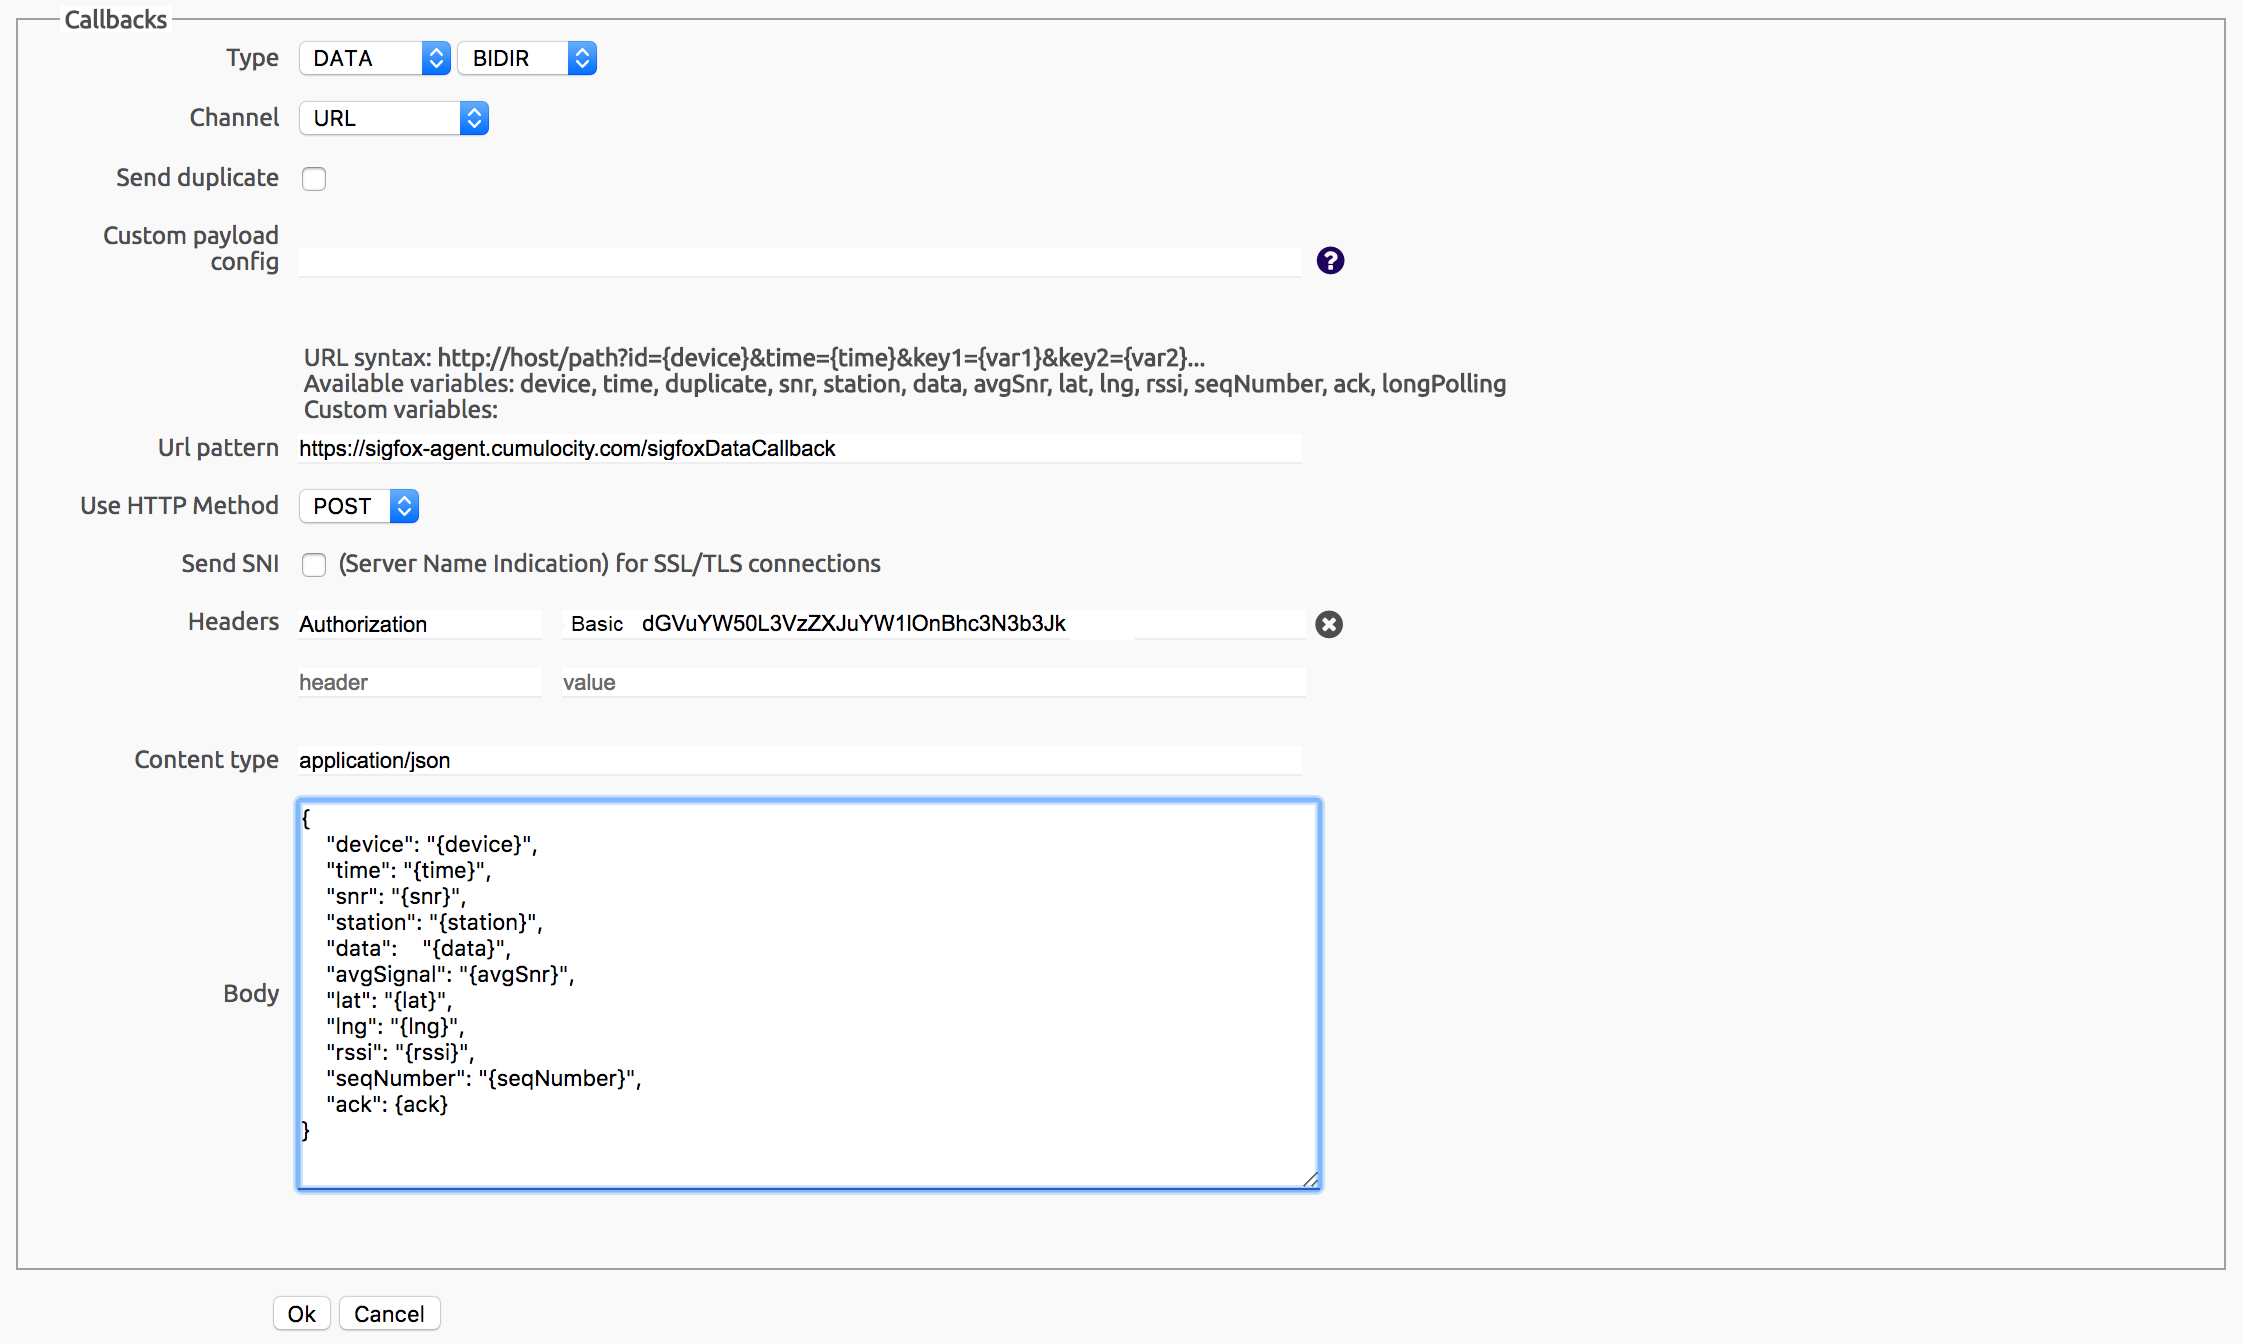 Callbacks
Type DATA BIDIR
Channel URL
Send duplicate
Custom payload
config ?
URL syntax: http://host/path?id={device}&time={time}&key1={var1}&key2={var2}...
Available variables: device, time, duplicate, snr, station, data, avgSnr, lat, lng, rssi, seqNumber, ack, longPolling
Custom variables:
Url pattern https://sigfox-agent.cumulocity.com/sigfoxDataCallback
Use HTTP Method POST
Send SNI (Server Name Indication) for SSL/TLS connections
Headers Authorization Basic dGVuYW50L3VzZXJuYW1lOnBhc3N3b3Jk
header value
Content type application/json
Body
{
"device": "{device}",
"time": "{time}",
"snr": "{snr}",
"station": "{station}",
"data": "{data}",
"avgSignal": "{avgSnr}",
"lat": "{lat}",
"lng": "{lng}",
"rssi": "{rssi}",
"seqNumber": "{seqNumber}",
"ack": {ack}
}
Ok Cancel